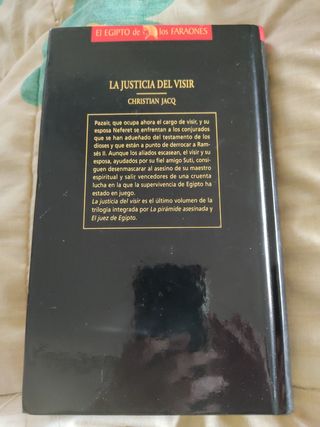 El EGIPTO de los FARAONES
LA JUSTICIA DEL VISIR
CHRISTIAN JACQ
Pazair, que ocupa ahora el cargo de visir, y su
esposa Neferet se enfrentan a los conjurados
que se han adueñado del testamento de los
dioses y que están a punto de derrocar a Ram-
sés II. Aunque los aliados escasean, el visir y su
esposa, ayudados por su fiel amigo Suti, consi-
guen desenmascarar al asesino de su maestro
espiritual y salir vencedores de una cruenta
lucha en la que la supervivencia de Egipto ha
estado en juego.
La justicia del visir es el último volumen de la
trilogía integrada por La pirámide asesinada y
El juez de Egipto.